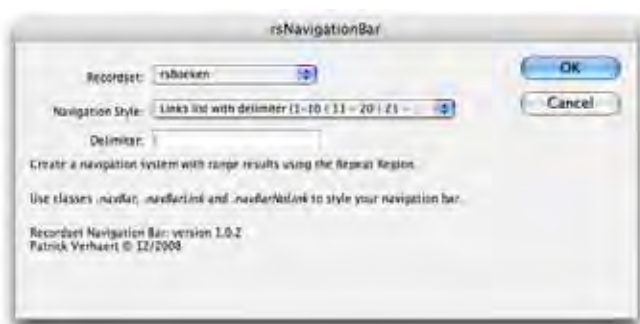 rsNavigationBar
Recordset: rsBoeken
OK
Navigation Style: Links list with delimiter (1-10 | 11 - 20 | 21 - ...
Cancel
Delimiter: |
Create a navigation system with range results using the Repeat Region.
Use classes .navBar, .navBarLink and .navBarNoLink to style your navigation bar.
Recordset Navigation Bar: version 1.0.2
Patrick Verhaert © 12/2008